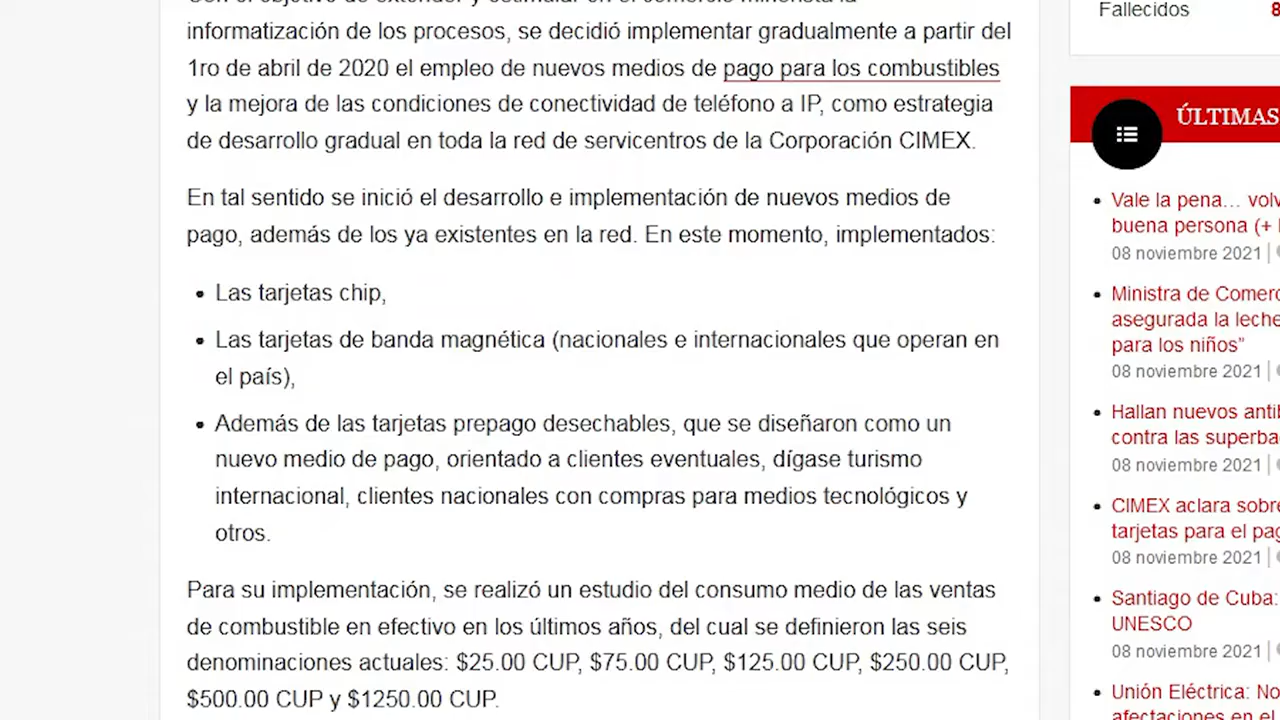 informatización de los procesos, se decidió implementar gradualmente a partir del
1ro de abril de 2020 el empleo de nuevos medios de pago para los combustibles
y la mejora de las condiciones de conectividad de teléfono a IP, como estrategia
de desarrollo gradual en toda la red de servicentros de la Corporación CIMEX.
En tal sentido se inició el desarrollo e implementación de nuevos medios de
pago, además de los ya existentes en la red. En este momento, implementados:
Las tarjetas chip,
Las tarjetas de banda magnética (nacionales e internacionales que operan en
el país),
Además de las tarjetas prepago desechables, que se diseñaron como un
nuevo medio de pago, orientado a clientes eventuales, dígase turismo
internacional, clientes nacionales con compras para medios tecnológicos y
otros.
Para su implementación, se realizó un estudio del consumo medio de las ventas
de combustible en efectivo en los últimos años, del cual se definieron las seis
denominaciones actuales: $25.00 CUP, $75.00 CUP, $125.00 CUP, $250.00 CUP,
$500.00 CUP y $1250.00 CUP.
Fallecidos
ÚLTIMAS
Vale la pena… volv
buena persona (+
08 noviembre 2021
Ministra de Comerc
asegurada la leche
para los niños”
08 noviembre 2021
Hallan nuevos antib
contra las superba
08 noviembre 2021
CIMEX aclara sobre
tarjetas para el pag
08 noviembre 2021
Santiago de Cuba:
UNESCO
08 noviembre 2021
Unión Eléctrica: No
afectaciones en el